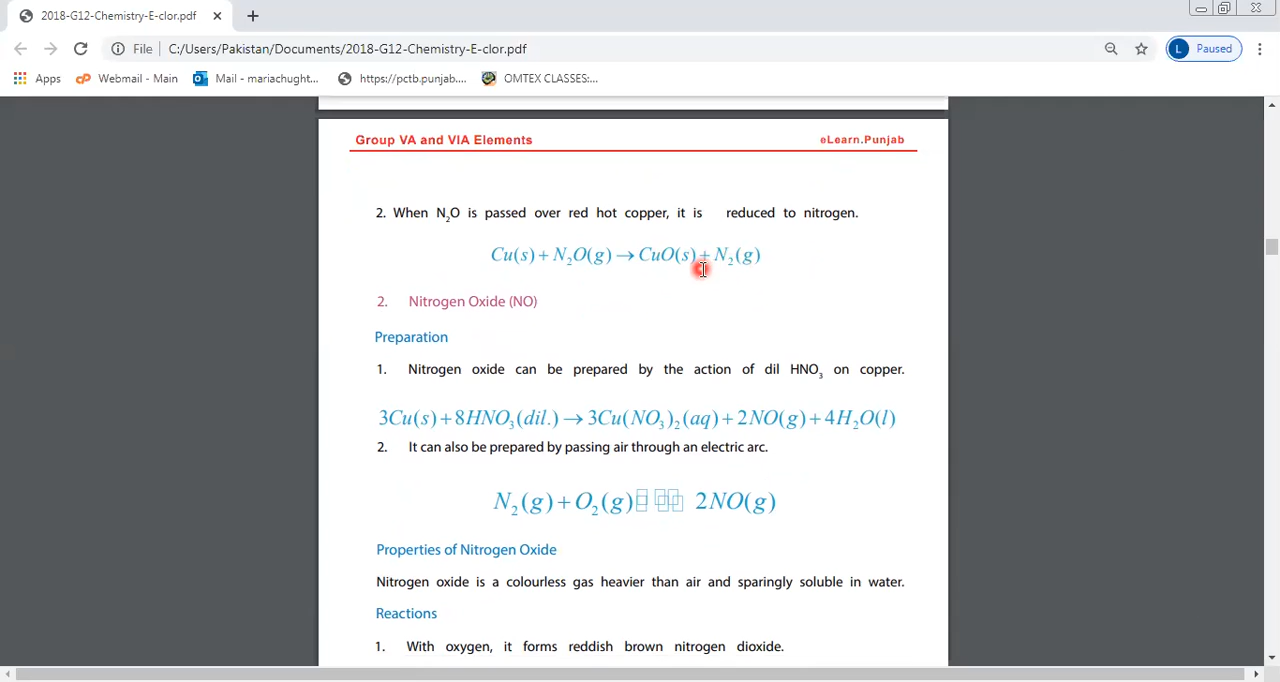 2018-G12-Chemistry-E-clor.pdf
File C:/Users/Pakistan/Documents/2018-G12-Chemistry-E-clor.pdf L Paused
Apps Webmail - Main Mail - mariachught... https://pctb.punjab.... OMTEX CLASSES:...
Group VA and VIA Elements eLearn.Punjab
2. When N₂O is passed over red hot copper, it is reduced to nitrogen.
Cu(s) + N₂O(g) → CuO(s) + N₂(g)
2. Nitrogen Oxide (NO)
Preparation
1. Nitrogen oxide can be prepared by the action of dil HNO₃ on copper.
3Cu(s) + 8HNO₃(dil.) → 3Cu(NO₃)₂(aq) + 2NO(g) + 4H₂O(l)
2. It can also be prepared by passing air through an electric arc.
N₂(g) + O₂(g) 2NO(g)
Properties of Nitrogen Oxide
Nitrogen oxide is a colourless gas heavier than air and sparingly soluble in water.
Reactions
1. With oxygen, it forms reddish brown nitrogen dioxide.